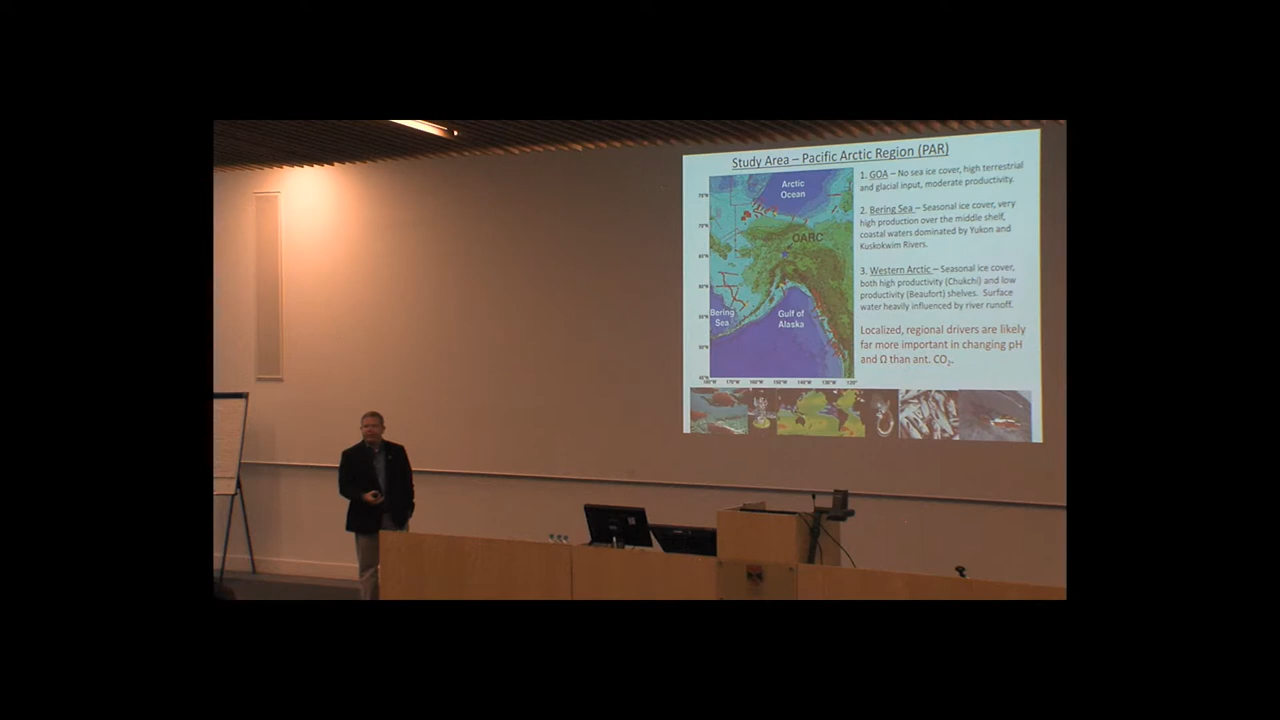 Study Area – Pacific Arctic Region (PAR)
Arctic
Ocean
OARC
Bering
Sea
Gulf of
Alaska
1. GOA – No sea ice cover, high terrestrial
and glacial input, moderate productivity.
2. Bering Sea – Seasonal ice cover, very
high production over the middle shelf,
coastal waters dominated by Yukon and
Kuskokwim Rivers.
3. Western Arctic – Seasonal ice cover,
both high productivity (Chukchi) and low
productivity (Beaufort) shelves. Surface
water heavily influenced by river runoff.
Localized, regional drivers are likely
far more important in changing pH
and Ω than ant. CO₂.